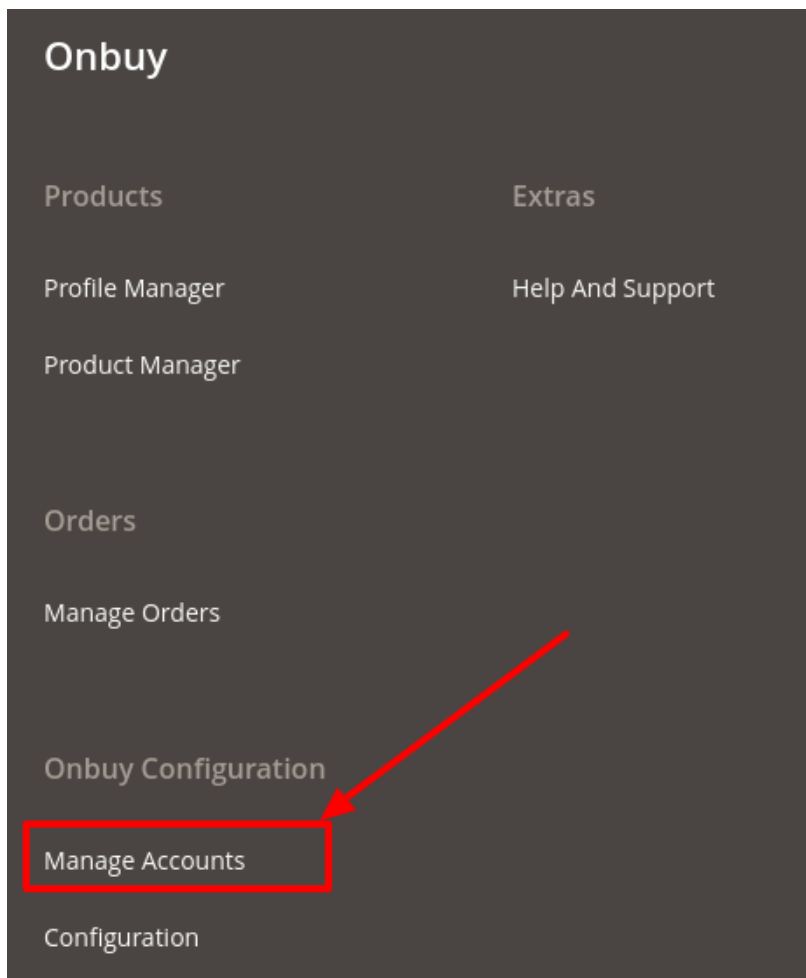 Onbuy
Products
Profile Manager
Product Manager
Extras
Help And Support
Orders
Manage Orders
Onbuy Configuration
Manage Accounts
Configuration